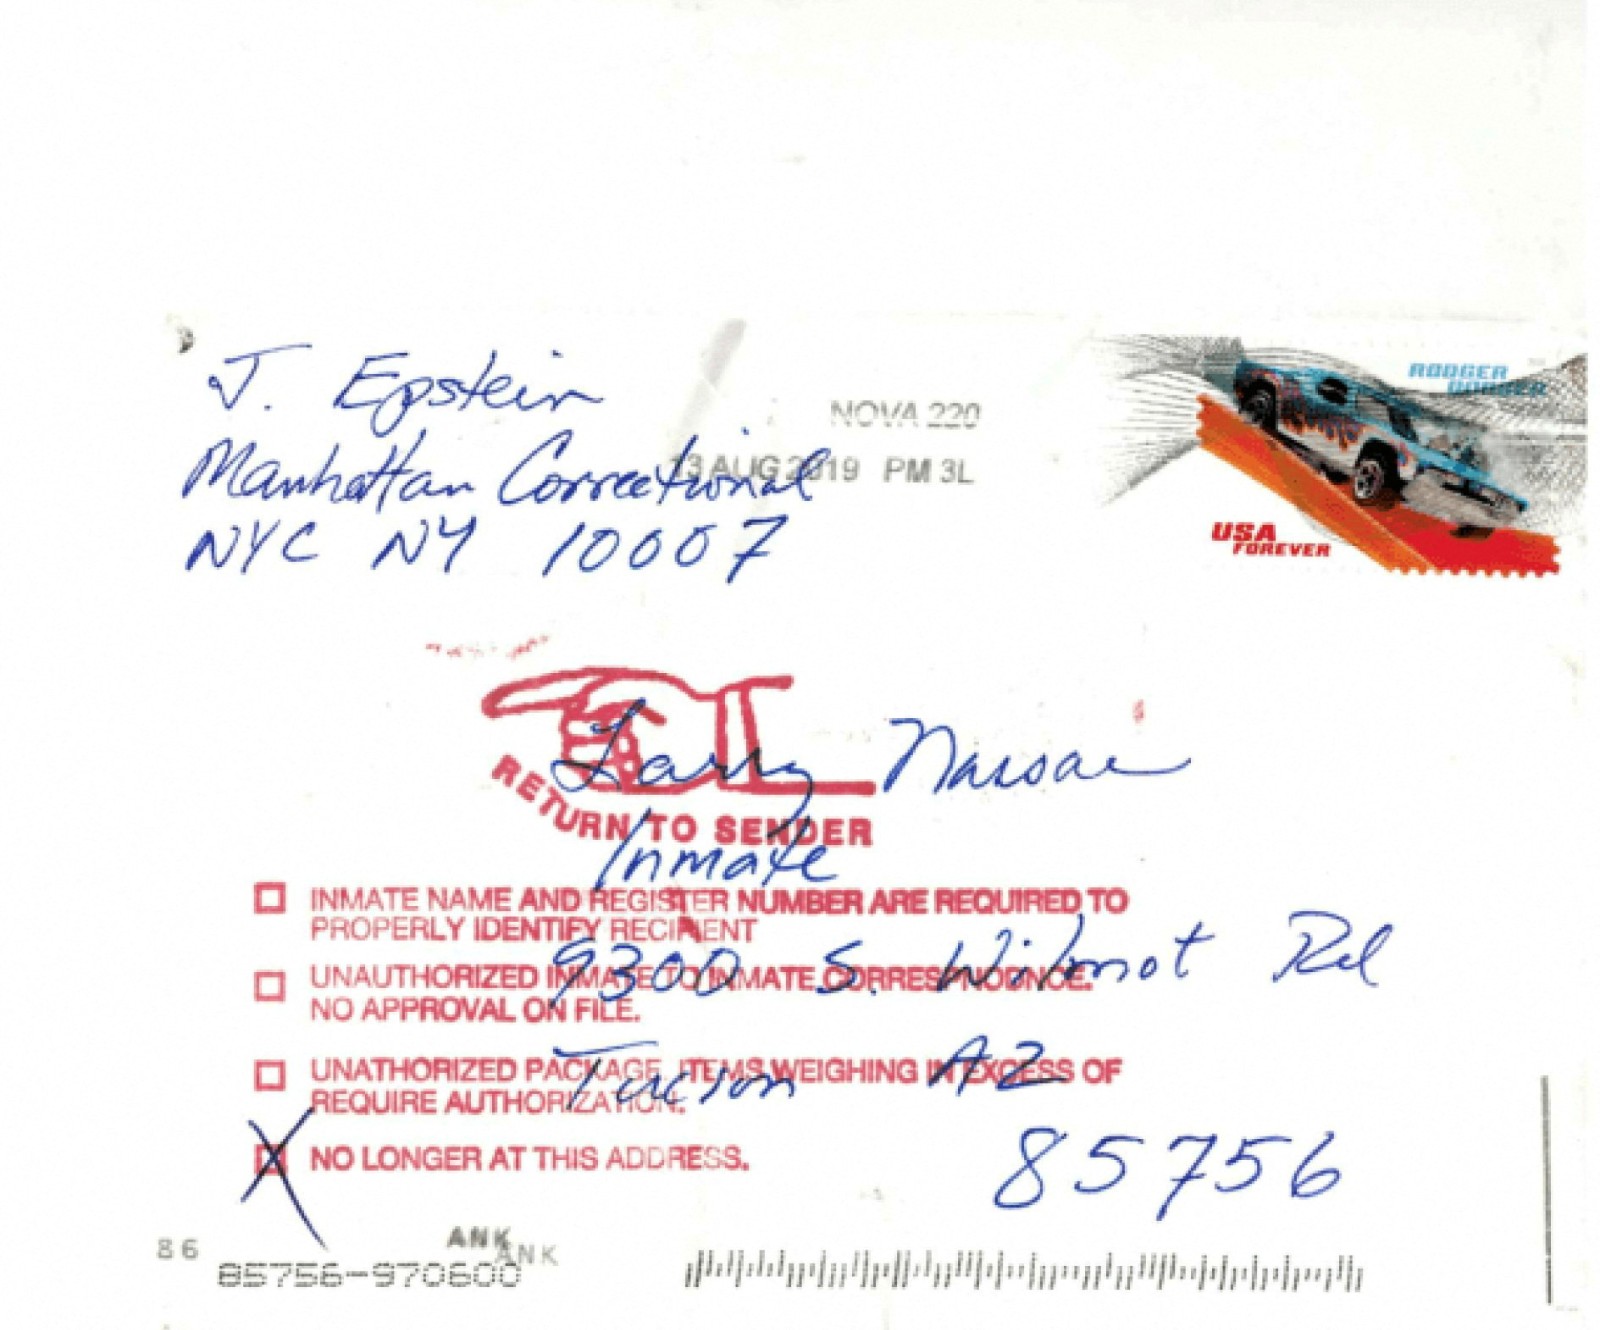 J. Epstein
Manhattan Correctional
NYC NY 10007
NOVA 220
13 AUG 2019 PM 3L
RODGER
DODGER
USA
FOREVER
RETURN TO SENDER
Larry Nassar
Inmate
9300 S. Wilmot Rd
Tucson AZ
85756
INMATE NAME AND REGISTER NUMBER ARE REQUIRED TO
PROPERLY IDENTIFY RECIPIENT
UNAUTHORIZED INMATE TO INMATE CORRESPNODNCE.
NO APPROVAL ON FILE.
UNATHORIZED PACKAGE, ITEMS WEIGHING IN EXCESS OF
REQUIRE AUTHORIZATION.
X NO LONGER AT THIS ADDRESS.
86
ANK
ANK
85756-970600